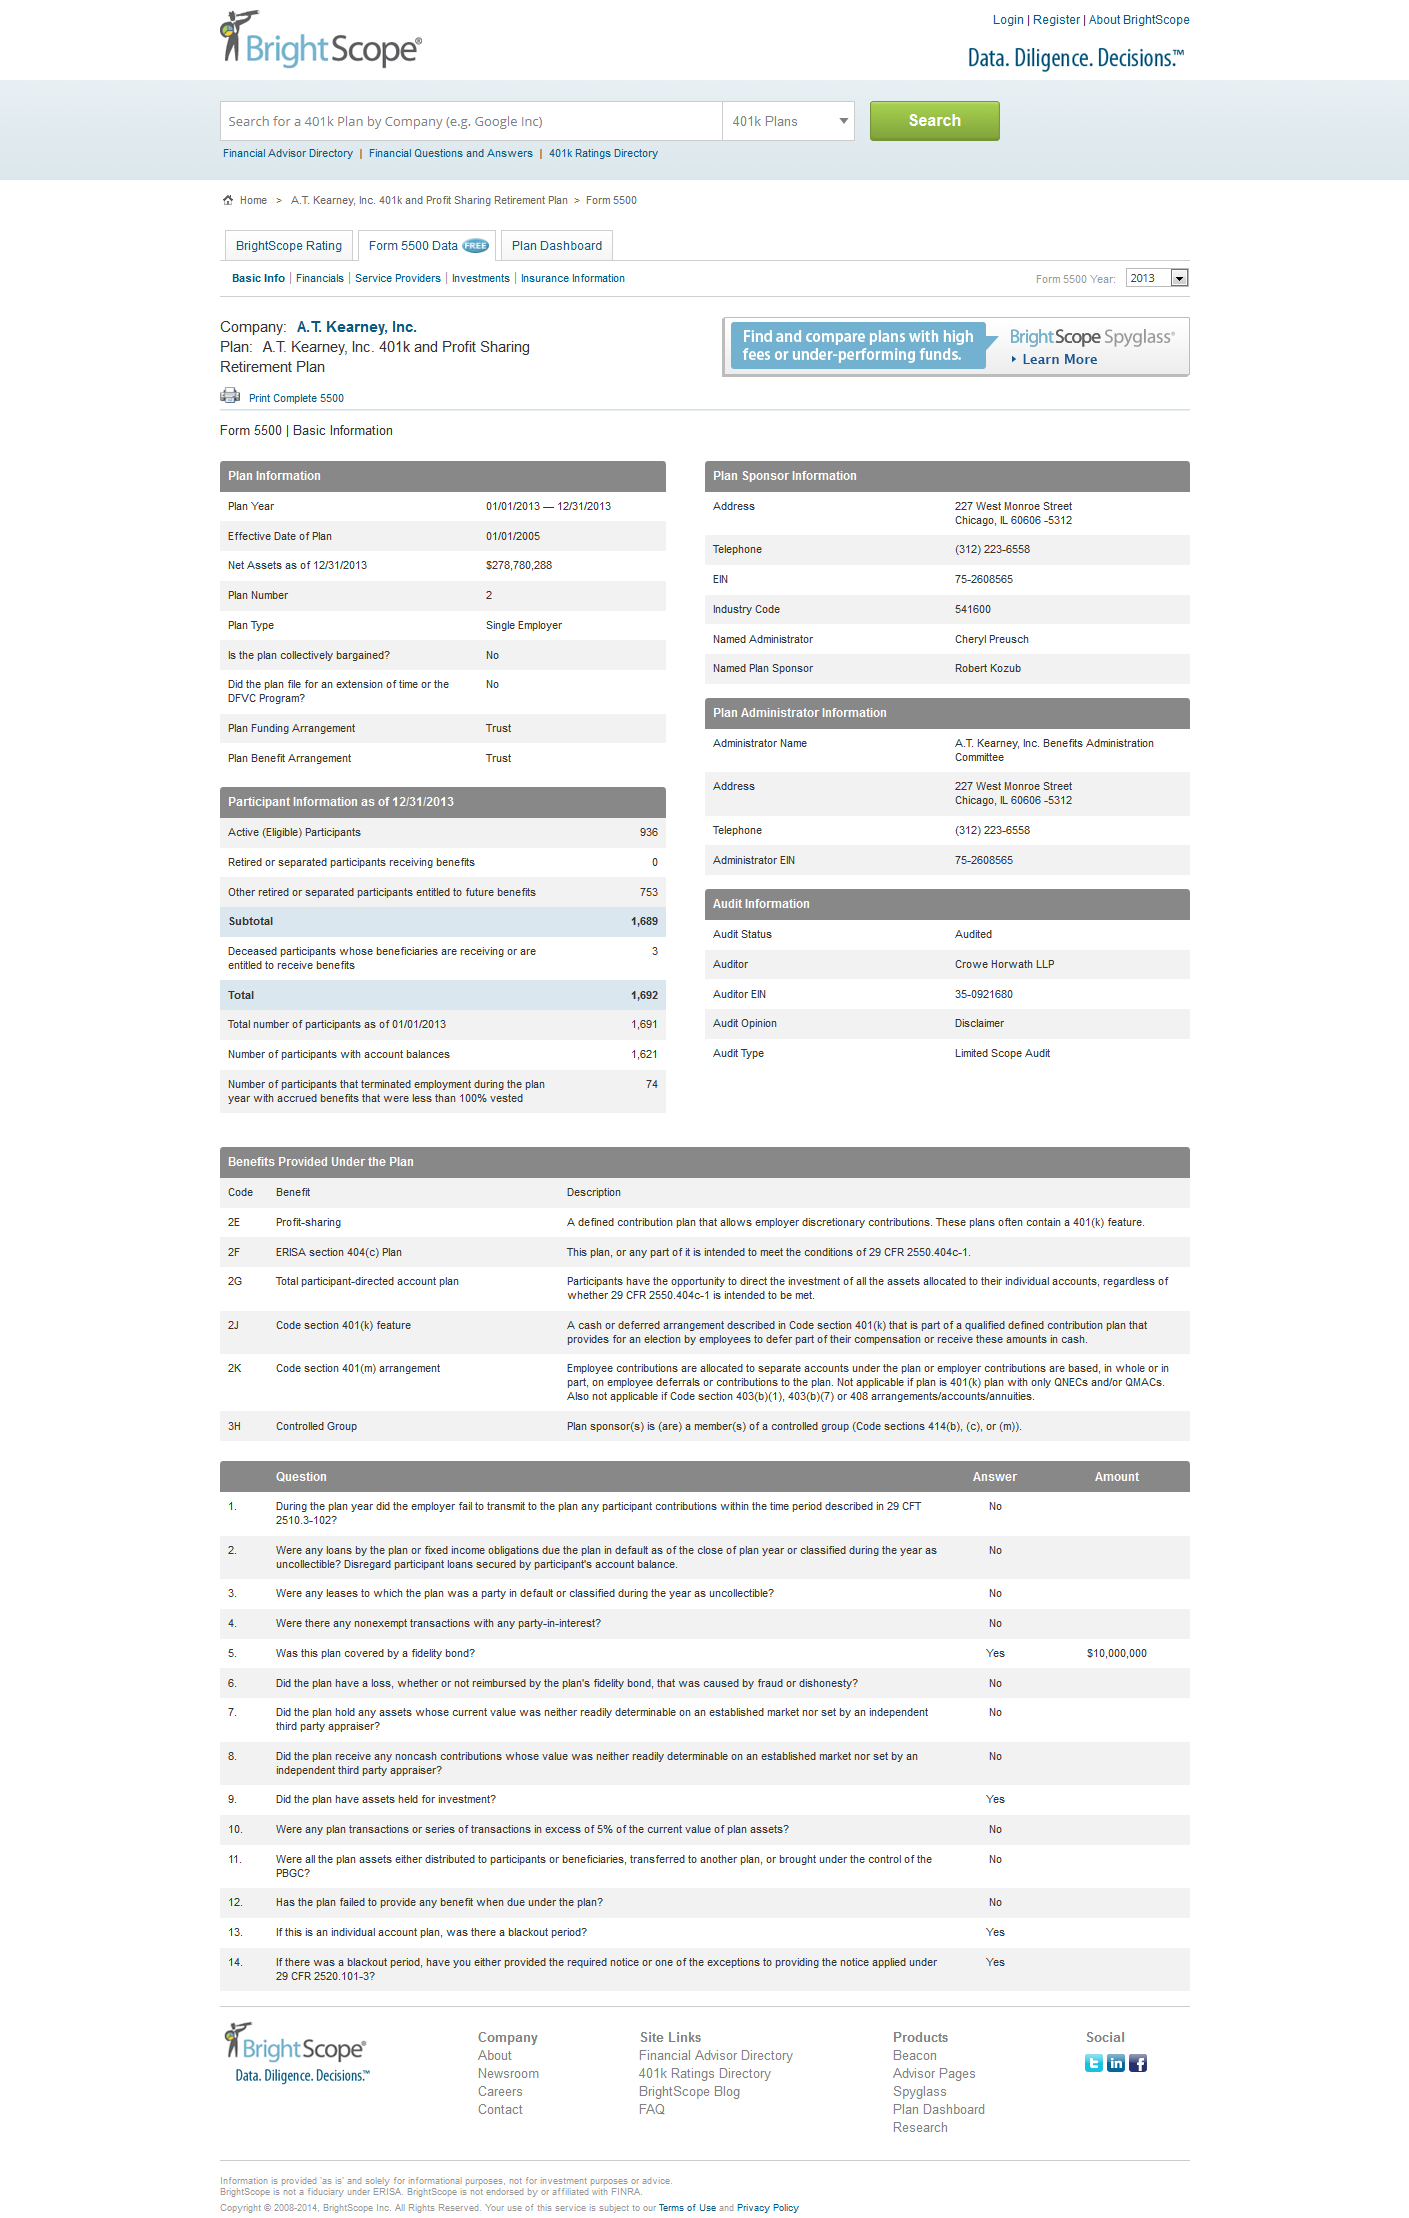 Login | Register | About BrightScope
BrightScope®
Data. Diligence. Decisions.™
Search for a 401k Plan by Company (e.g. Google Inc)
401k Plans
Search
Financial Advisor Directory | Financial Questions and Answers | 401k Ratings Directory
Home > A.T. Kearney, Inc. 401k and Profit Sharing Retirement Plan > Form 5500
BrightScope Rating
Form 5500 Data FREE
Plan Dashboard
Basic Info | Financials | Service Providers | Investments | Insurance Information
Form 5500 Year: 2013
Company: A.T. Kearney, Inc.
Plan: A.T. Kearney, Inc. 401k and Profit Sharing
Retirement Plan
Find and compare plans with high
fees or under-performing funds.
BrightScope Spyglass®
Learn More
Print Complete 5500
Form 5500 | Basic Information
Plan Information
Plan Year 01/01/2013 — 12/31/2013
Effective Date of Plan 01/01/2005
Net Assets as of 12/31/2013 $278,780,288
Plan Number 2
Plan Type Single Employer
Is the plan collectively bargained? No
Did the plan file for an extension of time or the No
DFVC Program?
Plan Funding Arrangement Trust
Plan Benefit Arrangement Trust
Participant Information as of 12/31/2013
Active (Eligible) Participants 936
Retired or separated participants receiving benefits 0
Other retired or separated participants entitled to future benefits 753
Subtotal 1,689
Deceased participants whose beneficiaries are receiving or are 3
entitled to receive benefits
Total 1,692
Total number of participants as of 01/01/2013 1,691
Number of participants with account balances 1,621
Number of participants that terminated employment during the plan 74
year with accrued benefits that were less than 100% vested
Plan Sponsor Information
Address 227 West Monroe Street
Chicago, IL 60606 -5312
Telephone (312) 223-6558
EIN 75-2608565
Industry Code 541600
Named Administrator Cheryl Preusch
Named Plan Sponsor Robert Kozub
Plan Administrator Information
Administrator Name A.T. Kearney, Inc. Benefits Administration
Committee
Address 227 West Monroe Street
Chicago, IL 60606 -5312
Telephone (312) 223-6558
Administrator EIN 75-2608565
Audit Information
Audit Status Audited
Auditor Crowe Horwath LLP
Auditor EIN 35-0921680
Audit Opinion Disclaimer
Audit Type Limited Scope Audit
Benefits Provided Under the Plan
Code Benefit Description
2E Profit-sharing A defined contribution plan that allows employer discretionary contributions. These plans often contain a 401(k) feature.
2F ERISA section 404(c) Plan This plan, or any part of it is intended to meet the conditions of 29 CFR 2550.404c-1.
2G Total participant-directed account plan Participants have the opportunity to direct the investment of all the assets allocated to their individual accounts, regardless of
whether 29 CFR 2550.404c-1 is intended to be met.
2J Code section 401(k) feature A cash or deferred arrangement described in Code section 401(k) that is part of a qualified defined contribution plan that
provides for an election by employees to defer part of their compensation or receive these amounts in cash.
2K Code section 401(m) arrangement Employee contributions are allocated to separate accounts under the plan or employer contributions are based, in whole or in
part, on employee deferrals or contributions to the plan. Not applicable if plan is 401(k) plan with only QNECs and/or QMACs.
Also not applicable if Code section 403(b)(1), 403(b)(7) or 408 arrangements/accounts/annuities.
3H Controlled Group Plan sponsor(s) is (are) a member(s) of a controlled group (Code sections 414(b), (c), or (m)).
Question Answer Amount
1. During the plan year did the employer fail to transmit to the plan any participant contributions within the time period described in 29 CFT No
2510.3-102?
2. Were any loans by the plan or fixed income obligations due the plan in default as of the close of plan year or classified during the year as No
uncollectible? Disregard participant loans secured by participant's account balance.
3. Were any leases to which the plan was a party in default or classified during the year as uncollectible? No
4. Were there any nonexempt transactions with any party-in-interest? No
5. Was this plan covered by a fidelity bond? Yes $10,000,000
6. Did the plan have a loss, whether or not reimbursed by the plan's fidelity bond, that was caused by fraud or dishonesty? No
7. Did the plan hold any assets whose current value was neither readily determinable on an established market nor set by an independent No
third party appraiser?
8. Did the plan receive any noncash contributions whose value was neither readily determinable on an established market nor set by an No
independent third party appraiser?
9. Did the plan have assets held for investment? Yes
10. Were any plan transactions or series of transactions in excess of 5% of the current value of plan assets? No
11. Were all the plan assets either distributed to participants or beneficiaries, transferred to another plan, or brought under the control of the No
PBGC?
12. Has the plan failed to provide any benefit when due under the plan? No
13. If this is an individual account plan, was there a blackout period? Yes
14. If there was a blackout period, have you either provided the required notice or one of the exceptions to providing the notice applied under Yes
29 CFR 2520.101-3?
BrightScope®
Data. Diligence. Decisions.™
Company
About
Newsroom
Careers
Contact
Site Links
Financial Advisor Directory
401k Ratings Directory
BrightScope Blog
FAQ
Products
Beacon
Advisor Pages
Spyglass
Plan Dashboard
Research
Social
t in f
Information is provided 'as is' and solely for informational purposes, not for investment purposes or advice.
BrightScope is not a fiduciary under ERISA. BrightScope is not endorsed by or affiliated with FINRA.
Copyright © 2008-2014, BrightScope Inc. All Rights Reserved. Your use of this service is subject to our Terms of Use and Privacy Policy